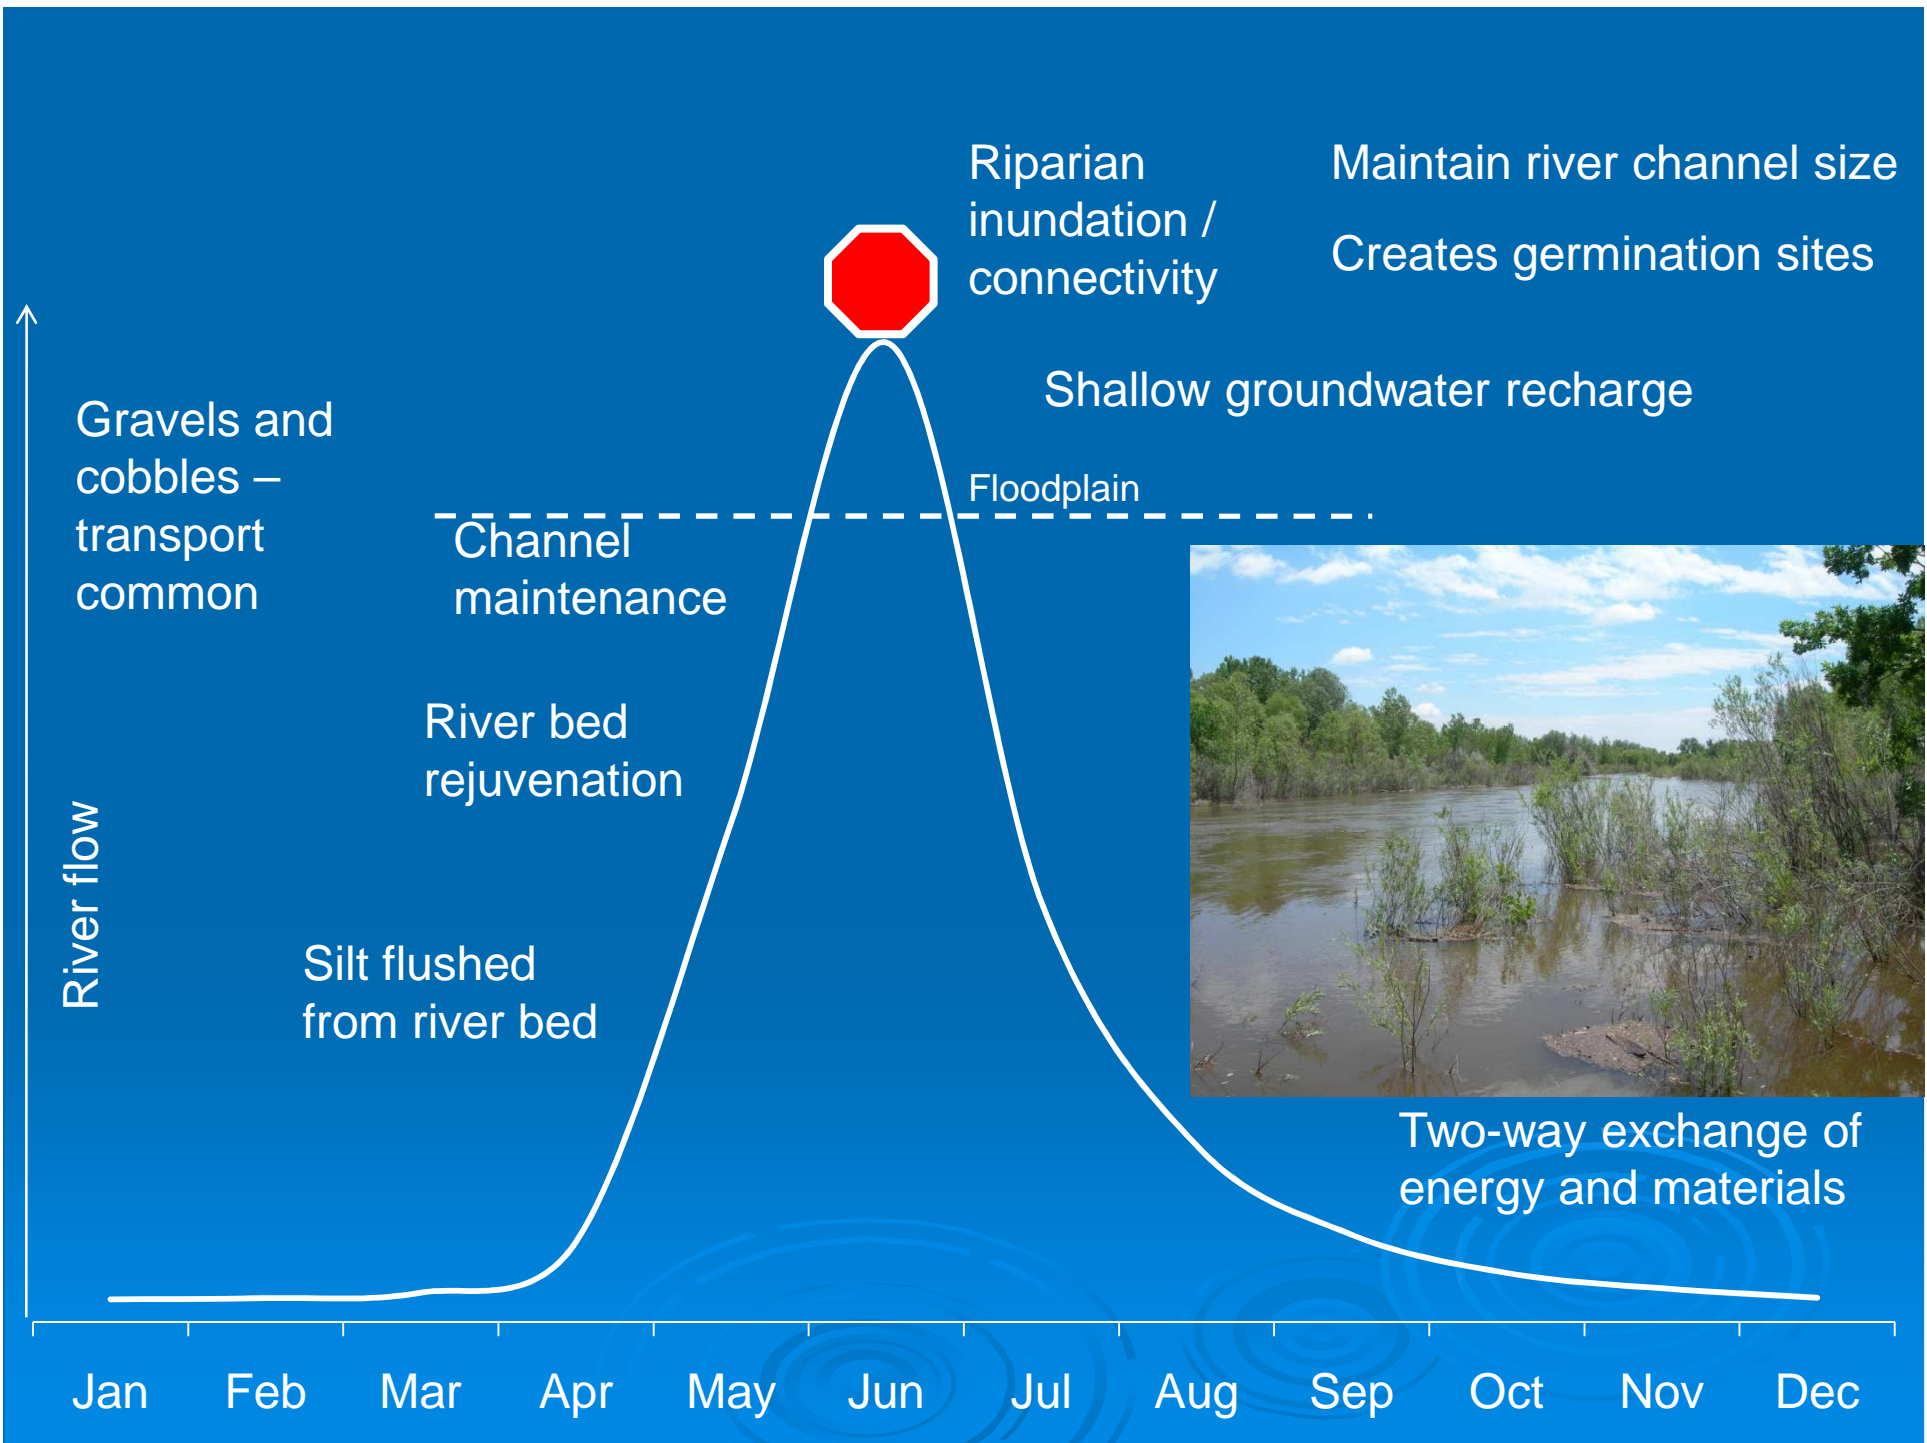 Riparian
inundation /
connectivity
Maintain river channel size
Creates germination sites
Shallow groundwater recharge
Gravels and
cobbles –
transport
common
Floodplain
Channel
maintenance
River bed
rejuvenation
River flow
Silt flushed
from river bed
Two-way exchange of
energy and materials
Jan Feb Mar Apr May Jun Jul Aug Sep Oct Nov Dec